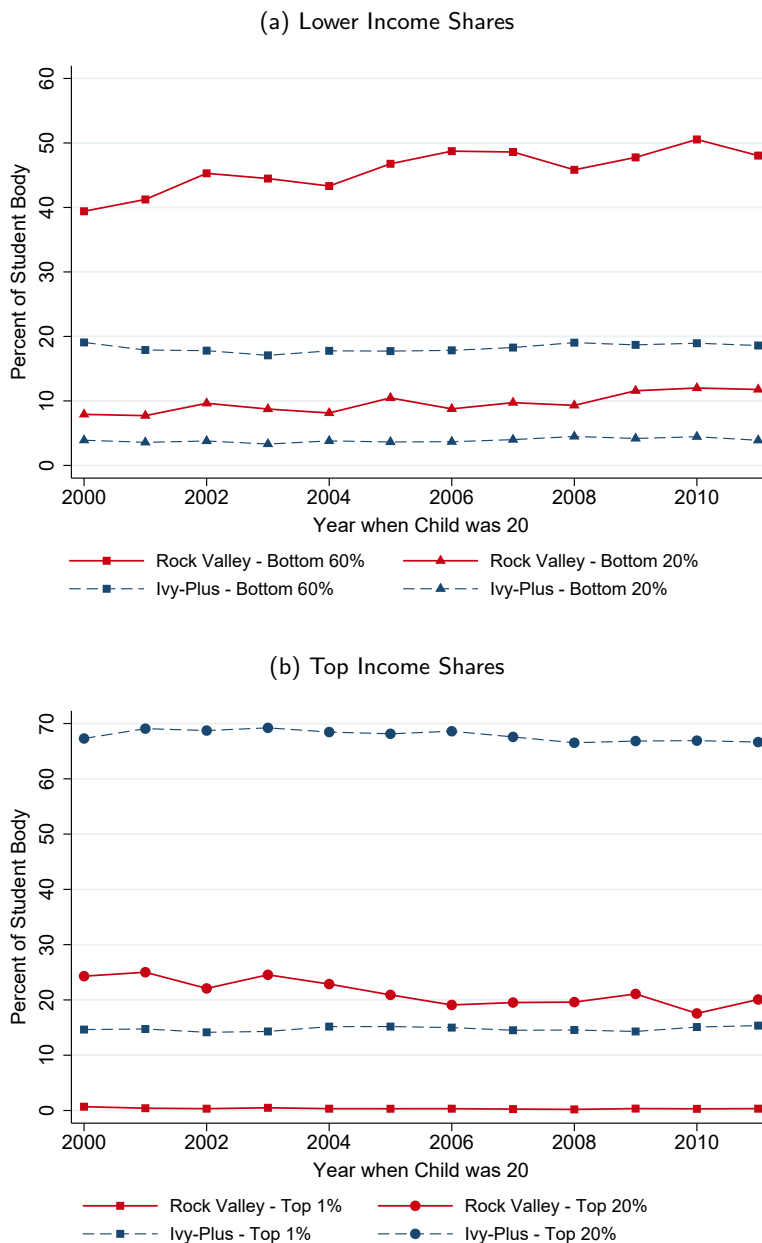 (a) Lower Income Shares
60
50
40
30
20
10
0
Percent of Student Body
2000 2002 2004 2006 2008 2010
Year when Child was 20
Rock Valley - Bottom 60% Rock Valley - Bottom 20%
Ivy-Plus - Bottom 60% Ivy-Plus - Bottom 20%
(b) Top Income Shares
70
60
50
40
30
20
10
0
Percent of Student Body
2000 2002 2004 2006 2008 2010
Year when Child was 20
Rock Valley - Top 1% Rock Valley - Top 20%
Ivy-Plus - Top 1% Ivy-Plus - Top 20%